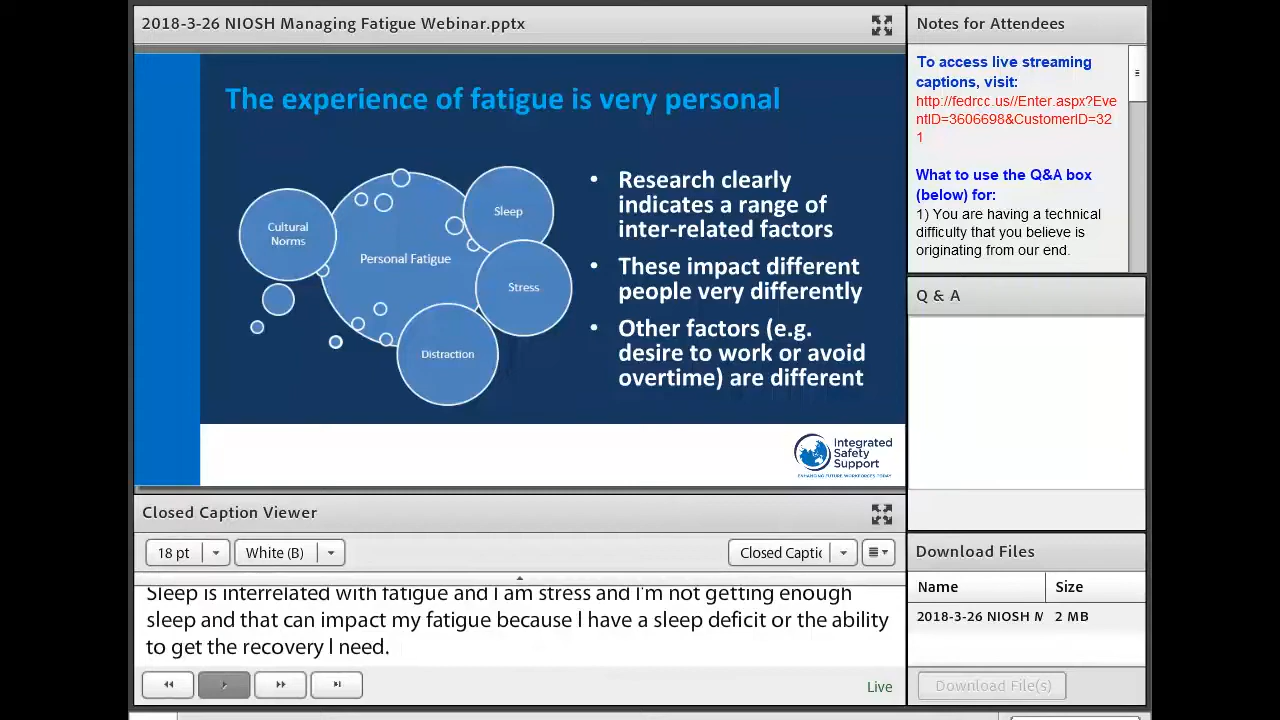 2018-3-26 NIOSH Managing Fatigue Webinar.pptx
The experience of fatigue is very personal
Cultural
Norms
Personal Fatigue
Sleep
Stress
Distraction
• Research clearly
indicates a range of
inter-related factors
• These impact different
people very differently
• Other factors (e.g.
desire to work or avoid
overtime) are different
Integrated
Safety
Support
ENHANCING FUTURE WORKFORCES TODAY
Closed Caption Viewer
18 pt
White (B)
Closed Captic
Sleep is interrelated with fatigue and I am stress and I'm not getting enough
sleep and that can impact my fatigue because I have a sleep deficit or the ability
to get the recovery I need.
Live
Notes for Attendees
To access live streaming
captions, visit:
http://fedrcc.us//Enter.aspx?Eve
ntID=3606698&CustomerID=32
1
What to use the Q&A box
(below) for:
1) You are having a technical
difficulty that you believe is
originating from our end.
Q & A
Download Files
Name Size
2018-3-26 NIOSH M 2 MB
Download File(s)